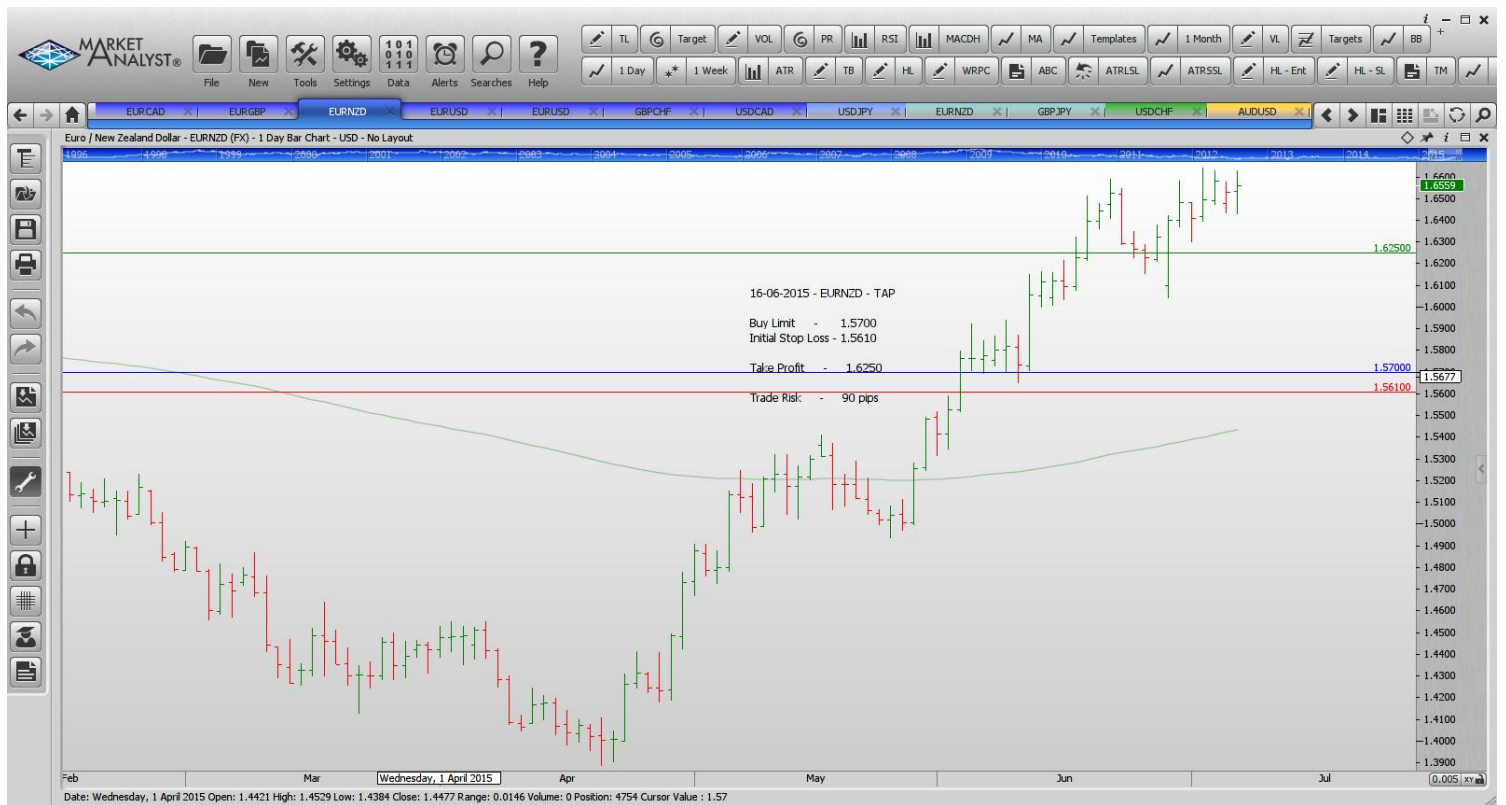 MARKET
ANALYST®
File New Tools Settings Data Alerts Searches Help
101
010
111
TL Target VOL PR RSI MACDH MA Templates 1 Month VL Targets BB
1 Day 1 Week ATR TB HL WRPC ABC ATRLSL ATRSSL HL - Ent HL - SL TM
EURCAD EURGBP EURNZD EURUSD EURUSD GBPCHF USDCAD USDJPY EURNZD GBPJPY USDCHF AUDUSD
Euro / New Zealand Dollar - EURNZD (FX) - 1 Day Bar Chart - USD - No Layout
1996 1998 1999 2000 2001 2002 2003 2004 2005 2006 2007 2008 2009 2010 2011 2012 2013 2014 2015
1.6600
1.6559
1.6500
1.6400
1.6300
1.62500
1.6200
1.6100
1.6000
1.5900
1.5800
1.57000
1.5677
1.56100
1.5600
1.5500
1.5400
1.5300
1.5200
1.5100
1.5000
1.4900
1.4800
1.4700
1.4600
1.4500
1.4400
1.4300
1.4200
1.4100
1.4000
1.3900
16-06-2015 - EURNZD - TAP
Buy Limit - 1.5700
Initial Stop Loss - 1.5610
Take Profit - 1.6250
Trade Risk - 90 pips
Feb Mar Wednesday, 1 April 2015 Apr May Jun Jul 0.005 XY
Date: Wednesday, 1 April 2015 Open: 1.4421 High: 1.4529 Low: 1.4384 Close: 1.4477 Range: 0.0146 Volume: 0 Position: 4754 Cursor Value : 1.57